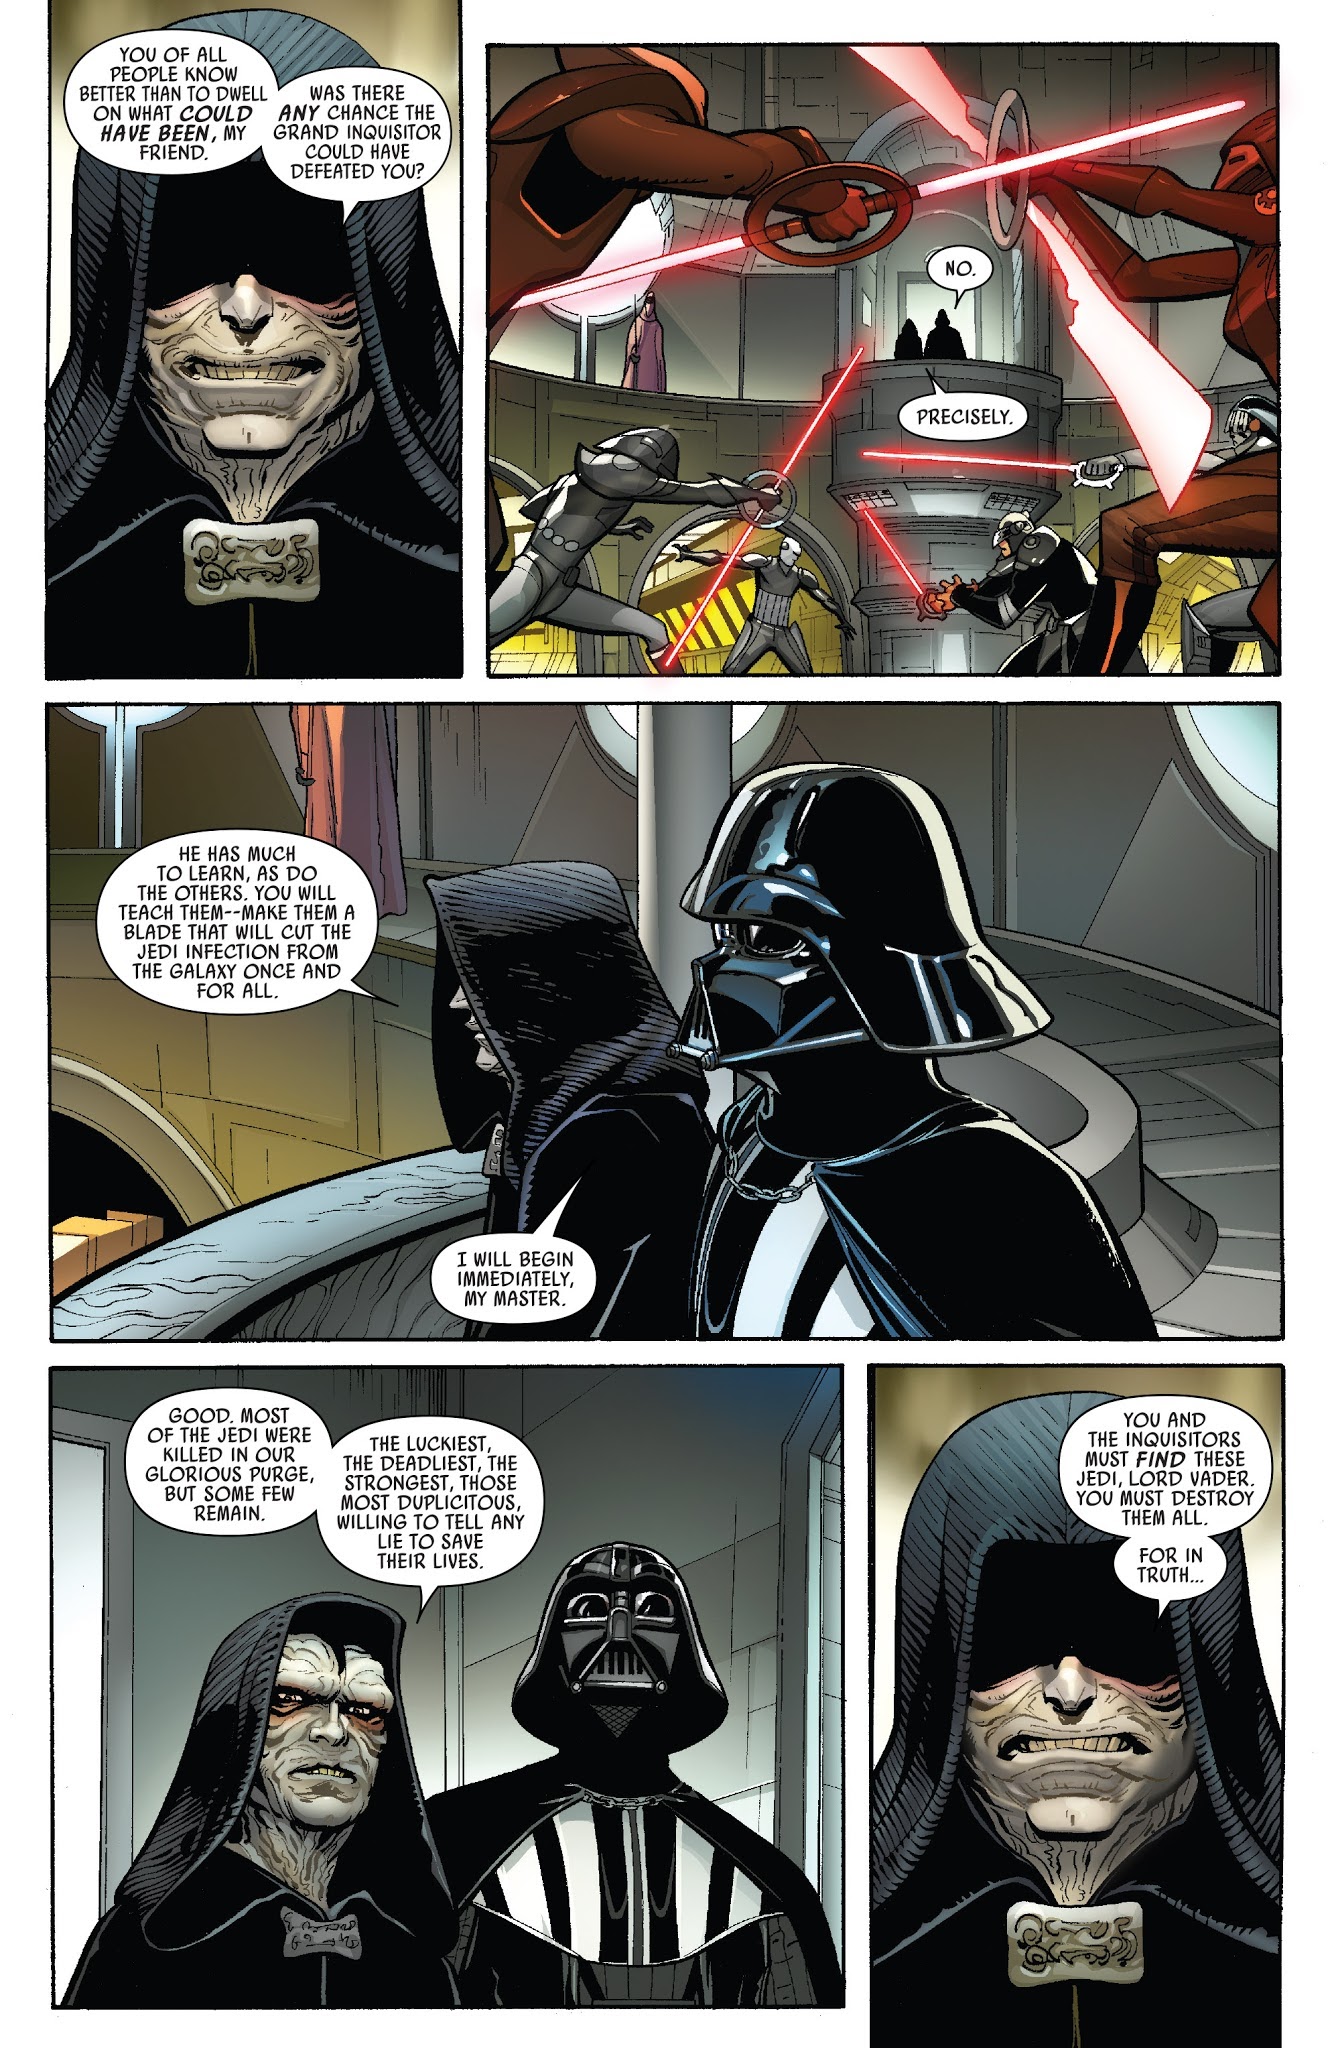 YOU OF ALL
PEOPLE KNOW
BETTER THAN TO DWELL
ON WHAT COULD
HAVE BEEN, MY
FRIEND.
WAS THERE
ANY CHANCE THE
GRAND INQUISITOR
COULD HAVE
DEFEATED YOU?
NO.
PRECISELY.
HE HAS MUCH
TO LEARN, AS DO
THE OTHERS. YOU WILL
TEACH THEM--MAKE THEM A
BLADE THAT WILL CUT THE
JEDI INFECTION FROM
THE GALAXY ONCE AND
FOR ALL.
I WILL BEGIN
IMMEDIATELY,
MY MASTER.
GOOD. MOST
OF THE JEDI WERE
KILLED IN OUR
GLORIOUS PURGE,
BUT SOME FEW
REMAIN.
THE LUCKIEST,
THE DEADLIEST, THE
STRONGEST, THOSE
MOST DUPLICITOUS,
WILLING TO TELL ANY
LIE TO SAVE
THEIR LIVES.
YOU AND
THE INQUISITORS
MUST FIND THESE
JEDI, LORD VADER.
YOU MUST DESTROY
THEM ALL.
FOR IN
TRUTH...